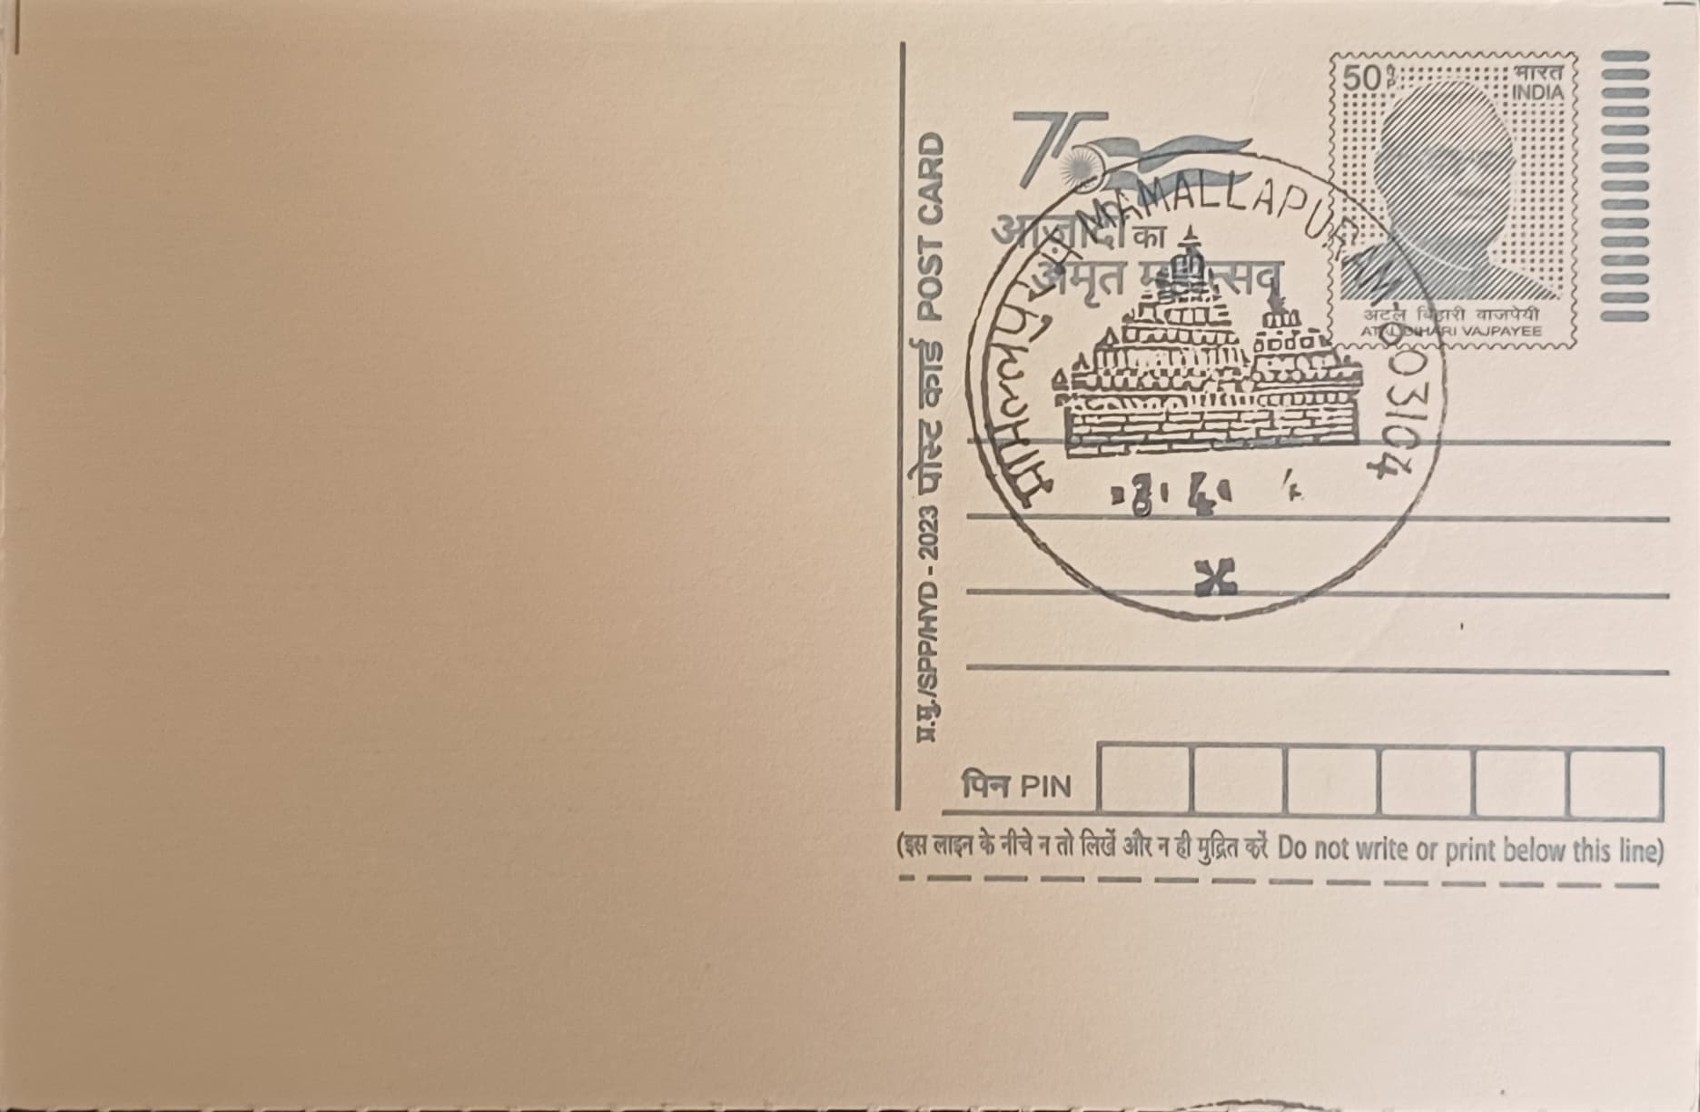 50 P
भारत
INDIA
75
आज़ादी का
अमृत महोत्सव
अटल बिहारी वाजपेयी
ATAL BIHARI VAJPAYEE
मामल्लपुरम MAMALLAPURAM-603104
प्र.मु./SPP/HYD - 2023 पोस्ट कार्ड POST CARD
पिन PIN
(इस लाइन के नीचे न तो लिखें और न ही मुद्रित करें Do not write or print below this line)